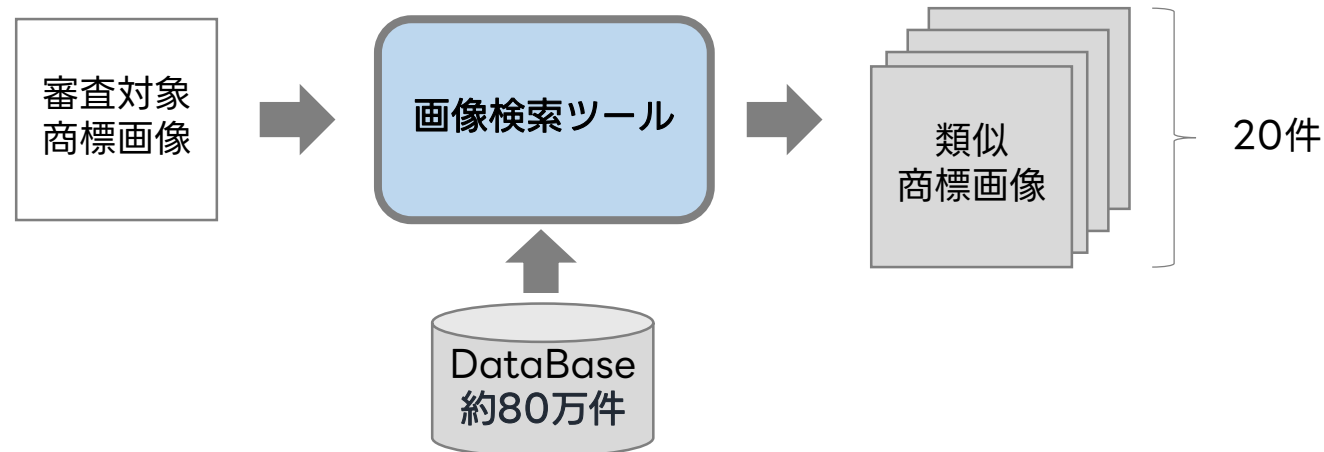 審査対象
商標画像
画像検索ツール
類似
商標画像
20件
DataBase
約80万件